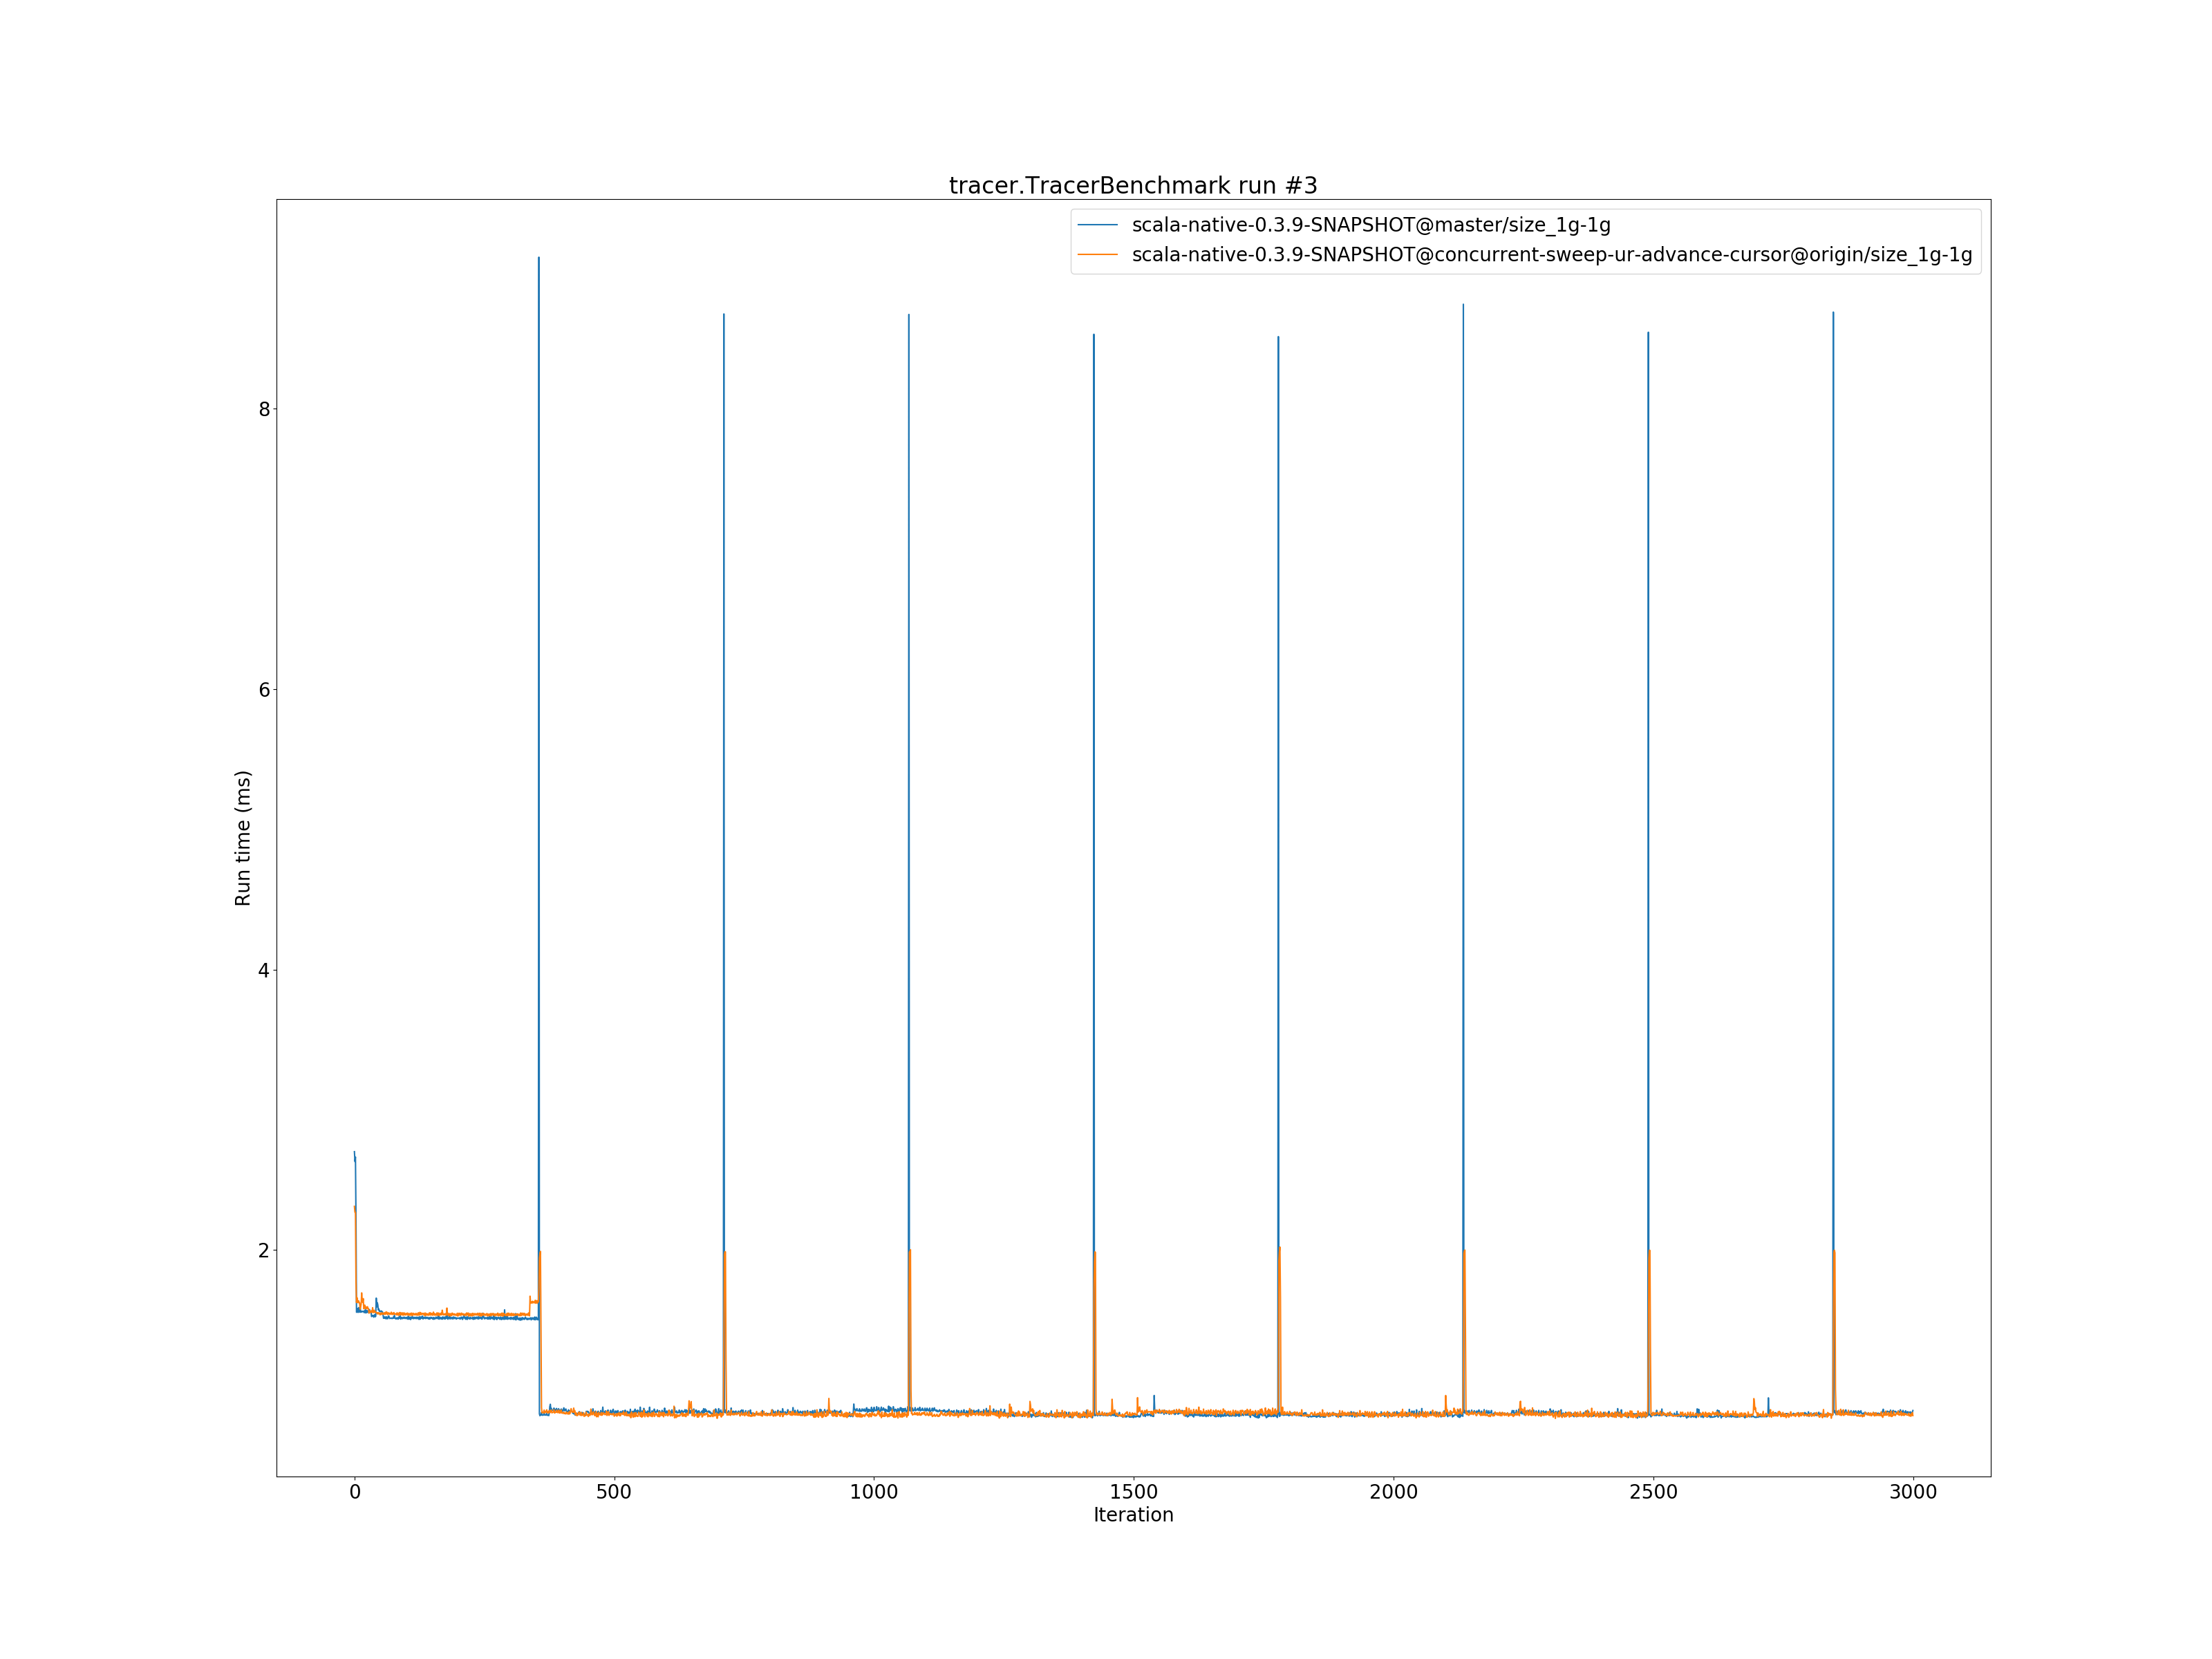 tracer.TracerBenchmark run #3
scala-native-0.3.9-SNAPSHOT@master/size_1g-1g
scala-native-0.3.9-SNAPSHOT@concurrent-sweep-ur-advance-cursor@origin/size_1g-1g
8
6
4
2
Run time (ms)
0 500 1000 1500 2000 2500 3000
Iteration